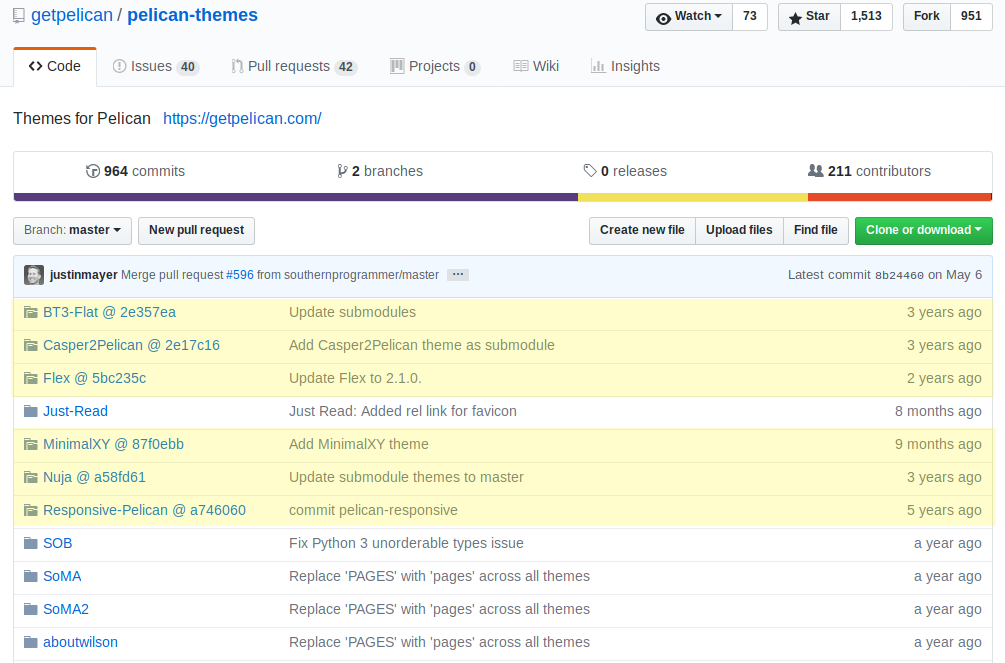 getpelican / pelican-themes Watch 73 Star 1,513 Fork 951
Code Issues 40 Pull requests 42 Projects 0 Wiki Insights
Themes for Pelican https://getpelican.com/
964 commits 2 branches 0 releases 211 contributors
Branch: master New pull request Create new file Upload files Find file Clone or download
justinmayer Merge pull request #596 from southernprogrammer/master ... Latest commit 8b24460 on May 6
BT3-Flat @ 2e357ea Update submodules 3 years ago
Casper2Pelican @ 2e17c16 Add Casper2Pelican theme as submodule 3 years ago
Flex @ 5bc235c Update Flex to 2.1.0. 2 years ago
Just-Read Just Read: Added rel link for favicon 8 months ago
MinimalXY @ 87f0ebb Add MinimalXY theme 9 months ago
Nuja @ a58fd61 Update submodule themes to master 3 years ago
Responsive-Pelican @ a746060 commit pelican-responsive 5 years ago
SOB Fix Python 3 unorderable types issue a year ago
SoMA Replace 'PAGES' with 'pages' across all themes a year ago
SoMA2 Replace 'PAGES' with 'pages' across all themes a year ago
aboutwilson Replace 'PAGES' with 'pages' across all themes a year ago